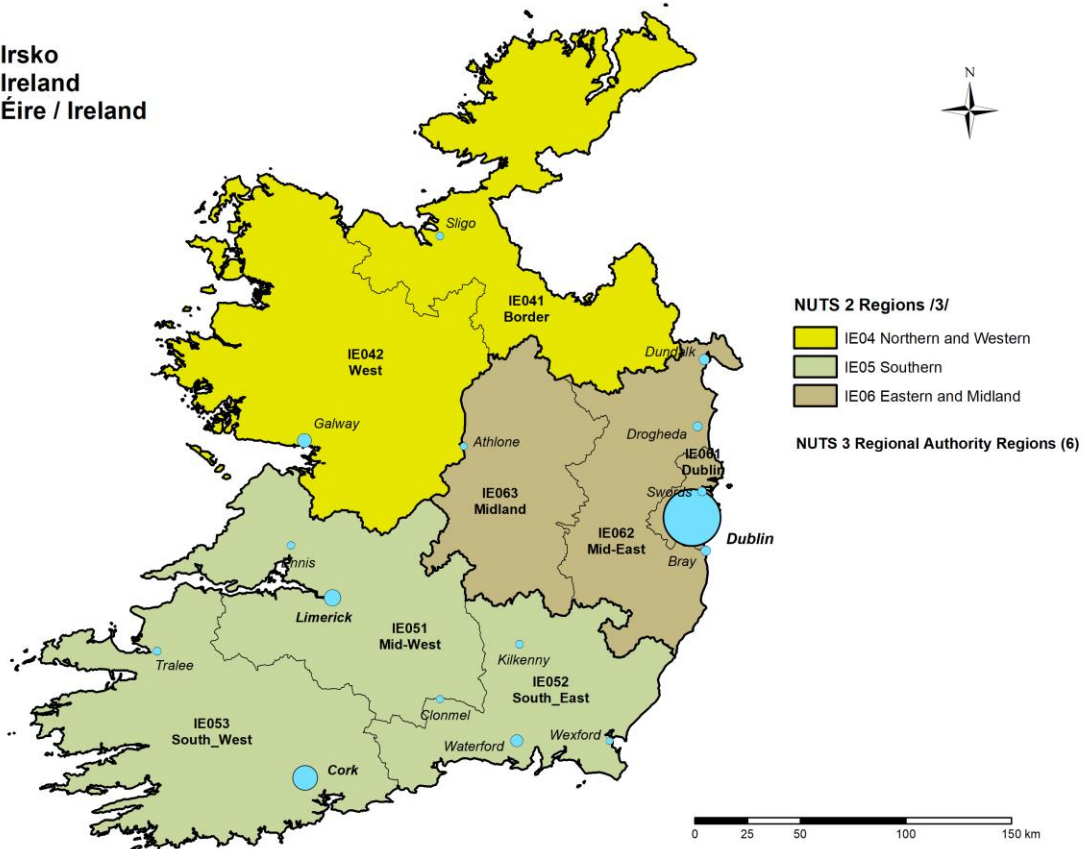 Irsko
Ireland
Éire / Ireland
N
Sligo
IE041
Border
NUTS 2 Regions /3/
IE04 Northern and Western
IE05 Southern
IE06 Eastern and Midland
NUTS 3 Regional Authority Regions (6)
IE042
West
Dundalk
Galway
Athlone
Drogheda
IE061
Dublin
IE063
Midland
Swords
IE062
Mid-East
Dublin
Bray
Ennis
Limerick
IE051
Mid-West
Tralee
Kilkenny
IE052
South_East
Clonmel
IE053
South_West
Waterford
Wexford
Cork
0 25 50 100 150 km